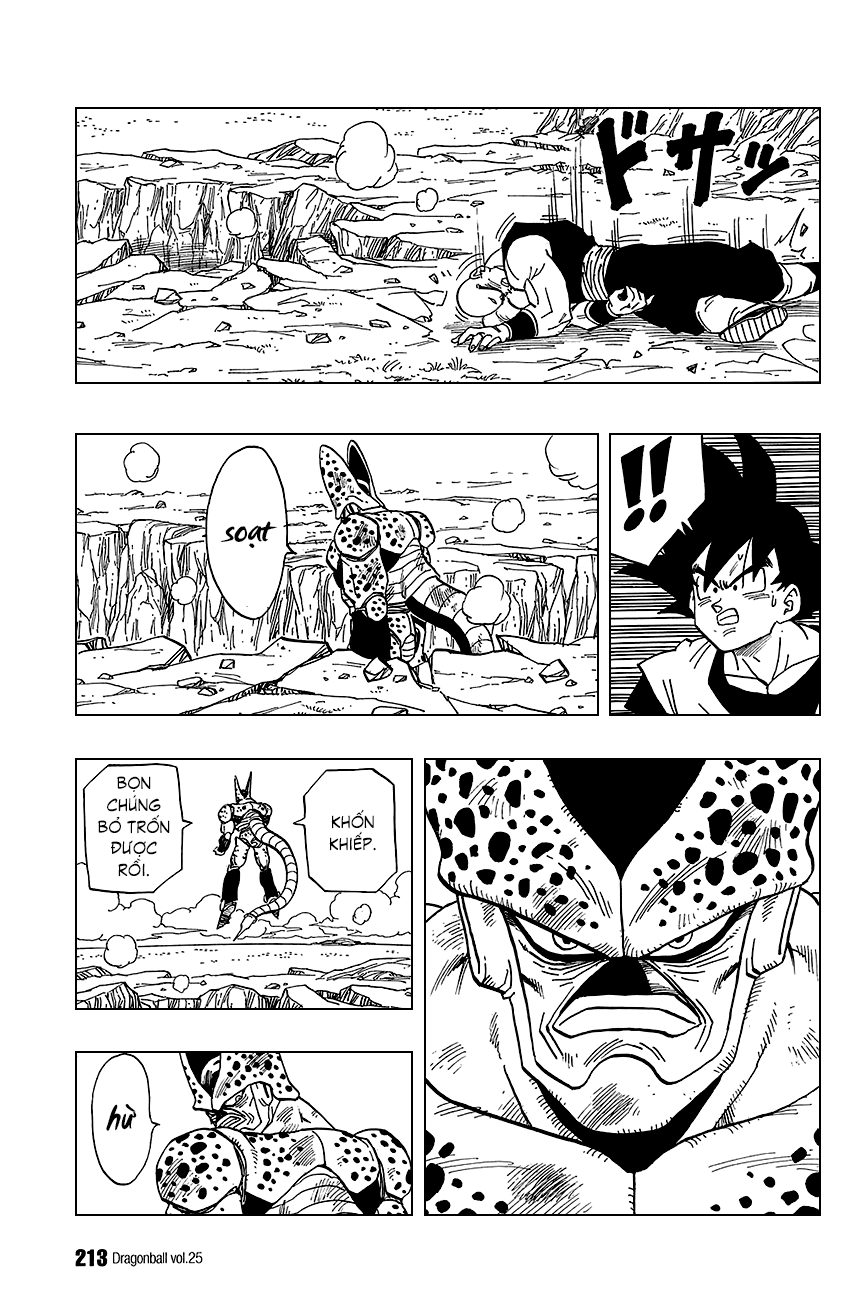 ドサッ
!!
soạt
KHỐN
KHIẾP.
BỌN
CHÚNG
BỎ TRỐN
ĐƯỢC
RỒI.
hừ
213 Dragonball vol.25